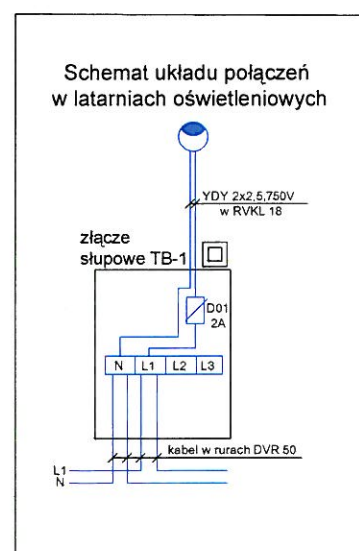 Schemat układu połączeń
w latarniach oświetleniowych
YDY 2x2,5,750V
w RVKL 18
złącze
słupowe TB-1
D01
2A
N L1 L2 L3
kabel w rurach DVR 50
L1
N